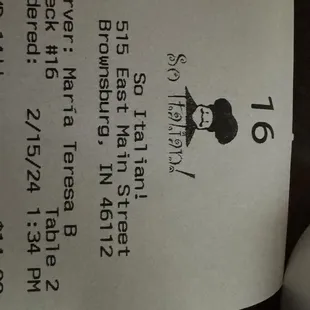 16
So Italian!
So Italian!
515 East Main Street
Brownsburg, IN 46112
rver: Maria Teresa B
eck #16 Table 2
dered: 2/15/24 1:34 PM